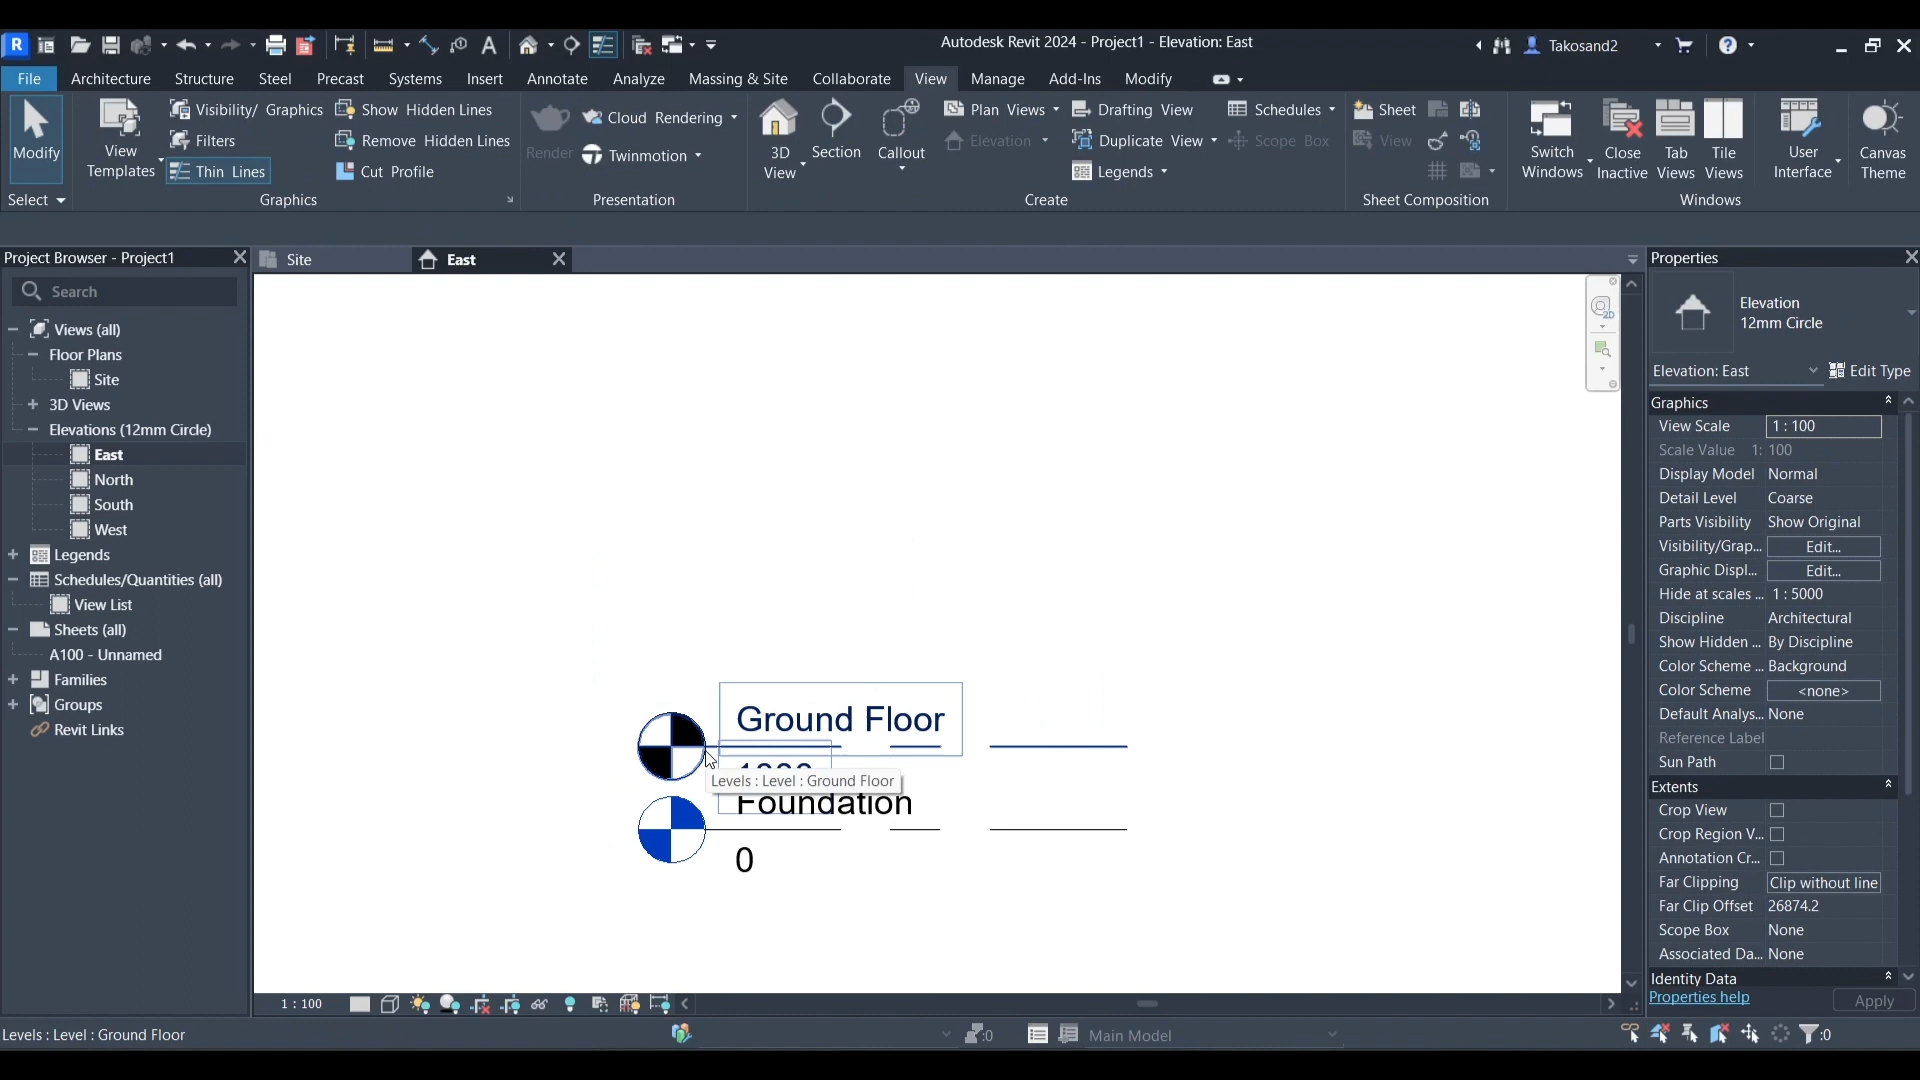 R
A
Autodesk Revit 2024 - Project1 - Elevation: East
Takosand2
File
Architecture
Structure
Steel
Precast
Systems
Insert
Annotate
Analyze
Massing & Site
Collaborate
View
Manage
Add-Ins
Modify
Modify
View
Templates
Visibility/ Graphics
Filters
Thin Lines
Show Hidden Lines
Remove Hidden Lines
Cut Profile
Render
Cloud Rendering
Twinmotion
3D
View
Section
Callout
Plan Views
Elevation
Drafting View
Duplicate View
Legends
Schedules
Scope Box
Sheet
View
Switch
Windows
Close
Inactive
Tab
Views
Tile
Views
User
Interface
Canvas
Theme
Select
Graphics
Presentation
Create
Sheet Composition
Windows
Project Browser - Project1
Search
Views (all)
Floor Plans
Site
3D Views
Elevations (12mm Circle)
East
North
South
West
Legends
Schedules/Quantities (all)
View List
Sheets (all)
A100 - Unnamed
Families
Groups
Revit Links
Site
East
2D
Ground Floor
Levels : Level : Ground Floor
Foundation
0
Properties
Elevation
12mm Circle
Elevation: East
Edit Type
Graphics
View Scale 1 : 100
Scale Value 1: 100
Display Model Normal
Detail Level Coarse
Parts Visibility Show Original
Visibility/Grap... Edit...
Graphic Displ... Edit...
Hide at scales ... 1 : 5000
Discipline Architectural
Show Hidden ... By Discipline
Color Scheme ... Background
Color Scheme <none>
Default Analys... None
Reference Label
Sun Path
Extents
Crop View
Crop Region V...
Annotation Cr...
Far Clipping Clip without line
Far Clip Offset 26874.2
Scope Box None
Associated Da... None
Identity Data
Properties help
Apply
1 : 100
Levels : Level : Ground Floor
:0
Main Model
:0